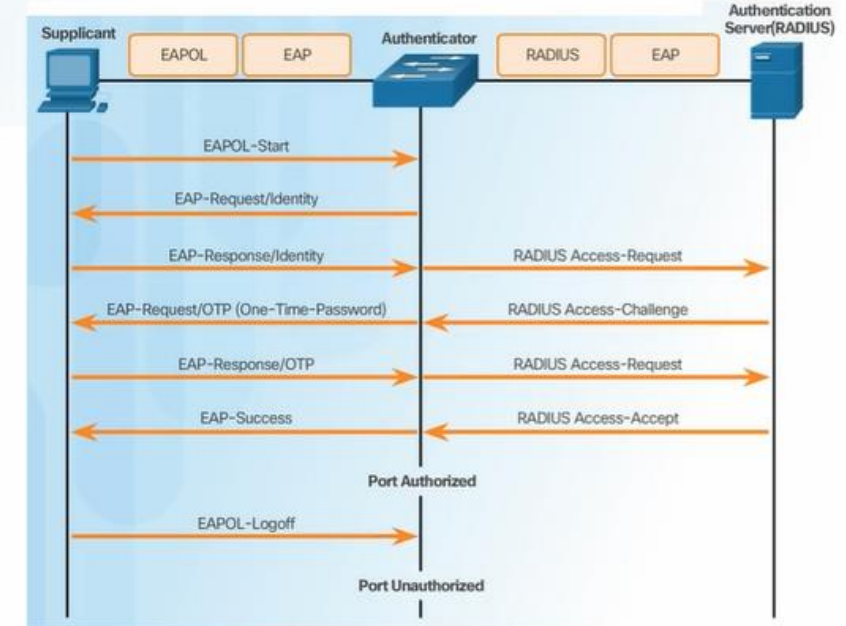 Supplicant
EAPOL
EAP
Authenticator
RADIUS
EAP
Authentication
Server(RADIUS)
EAPOL-Start
EAP-Request/Identity
EAP-Response/Identity
RADIUS Access-Request
EAP-Request/OTP (One-Time-Password)
RADIUS Access-Challenge
EAP-Response/OTP
RADIUS Access-Request
EAP-Success
RADIUS Access-Accept
Port Authorized
EAPOL-Logoff
Port Unauthorized